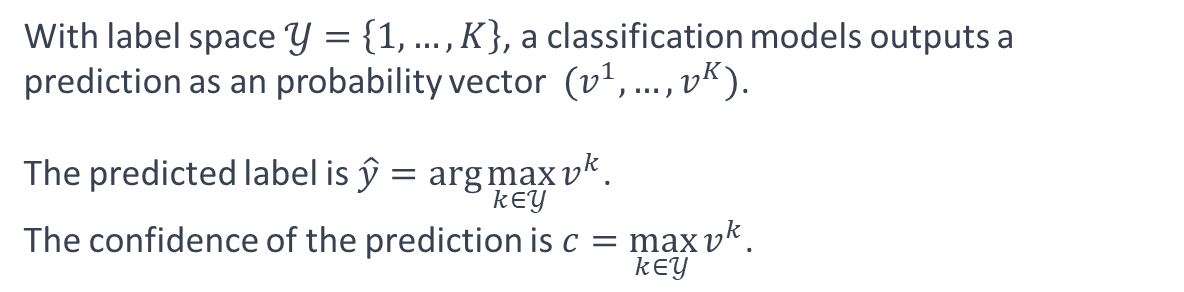 With label space 𝒴 = {1, …, K}, a classification models outputs a
prediction as an probability vector (v¹, …, vᴷ).
The predicted label is ŷ = arg max vᵏ.
k∈𝒴
The confidence of the prediction is c = max vᵏ.
k∈𝒴